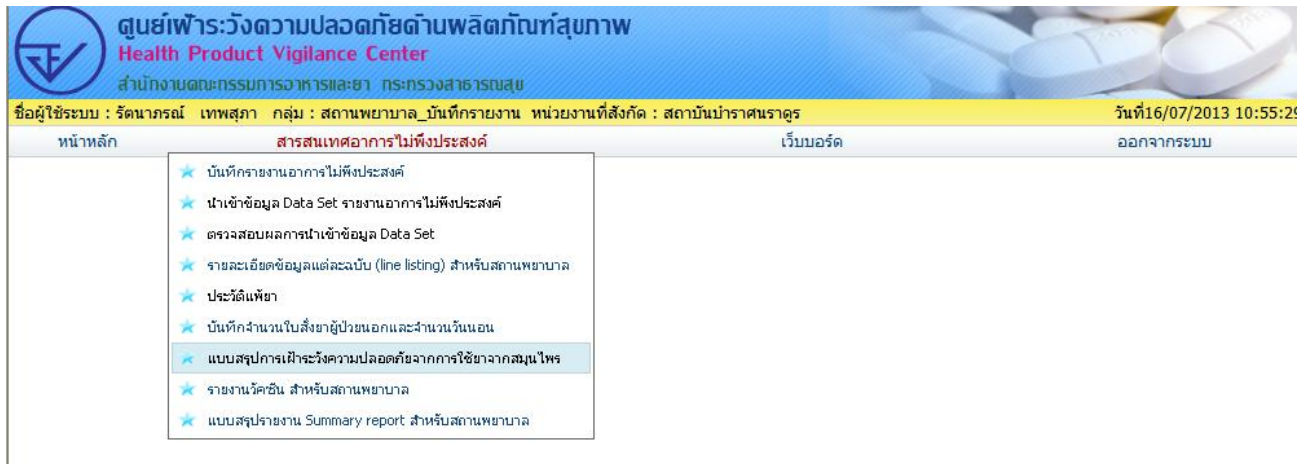 ศูนย์เฝ้าระวังความปลอดภัยด้านผลิตภัณฑ์สุขภาพ
Health Product Vigilance Center
สำนักงานคณะกรรมการอาหารและยา กระทรวงสาธารณสุข
ชื่อผู้ใช้ระบบ : รัตนาภรณ์ เทพสุภา กลุ่ม : สถานพยาบาล_บันทึกรายงาน หน่วยงานที่สังกัด : สถาบันบำราศนราดูร วันที่16/07/2013 10:55:29
หน้าหลัก สารสนเทศอาการไม่พึงประสงค์ เว็บบอร์ด ออกจากระบบ
บันทึกรายงานอาการไม่พึงประสงค์
นำเข้าข้อมูล Data Set รายงานอาการไม่พึงประสงค์
ตรวจสอบผลการนำเข้าข้อมูล Data Set
รายละเอียดข้อมูลแต่ละฉบับ (line listing) สำหรับสถานพยาบาล
ประวัติแพ้ยา
บันทึกจำนวนใบสั่งยาผู้ป่วยนอกและจำนวนวันนอน
แบบสรุปการเฝ้าระวังความปลอดภัยจากการใช้ยาจากสมุนไพร
รายงานวัคซีน สำหรับสถานพยาบาล
แบบสรุปรายงาน Summary report สำหรับสถานพยาบาล